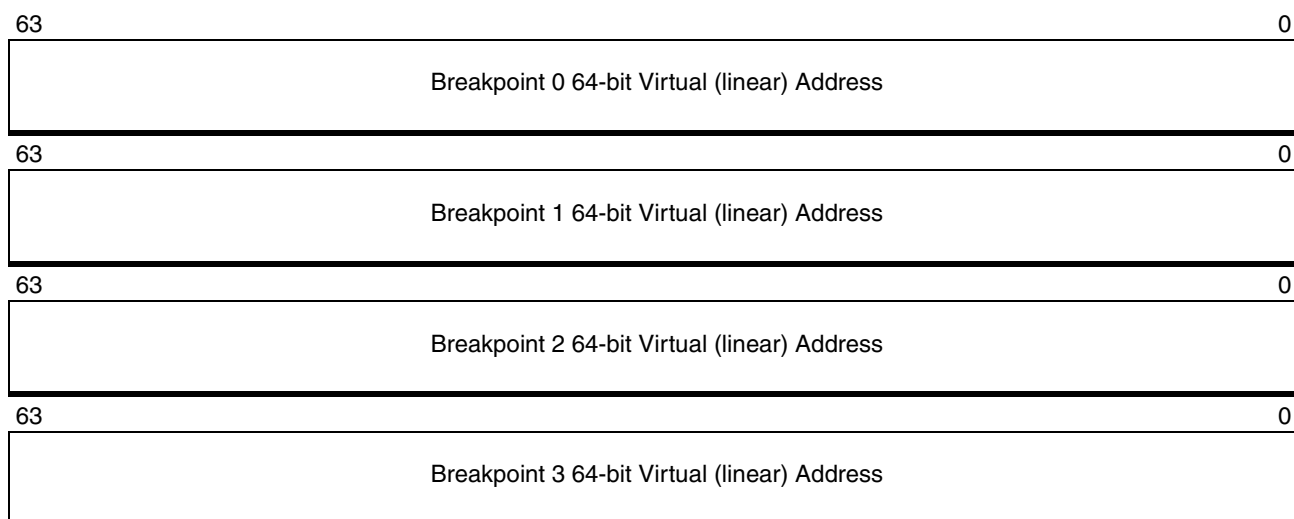 63 0
Breakpoint 0 64-bit Virtual (linear) Address
63 0
Breakpoint 1 64-bit Virtual (linear) Address
63 0
Breakpoint 2 64-bit Virtual (linear) Address
63 0
Breakpoint 3 64-bit Virtual (linear) Address